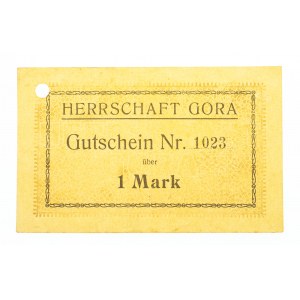 HERRSCHAFT GORA
Gutschein Nr. 1023
über
1 Mark